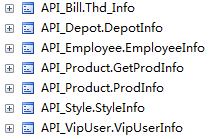 API_Bill.Thd_Info
API_Depot.DepotInfo
API_Employee.EmployeeInfo
API_Product.GetProdInfo
API_Product.ProdInfo
API_Style.StyleInfo
API_VipUser.VipUserInfo